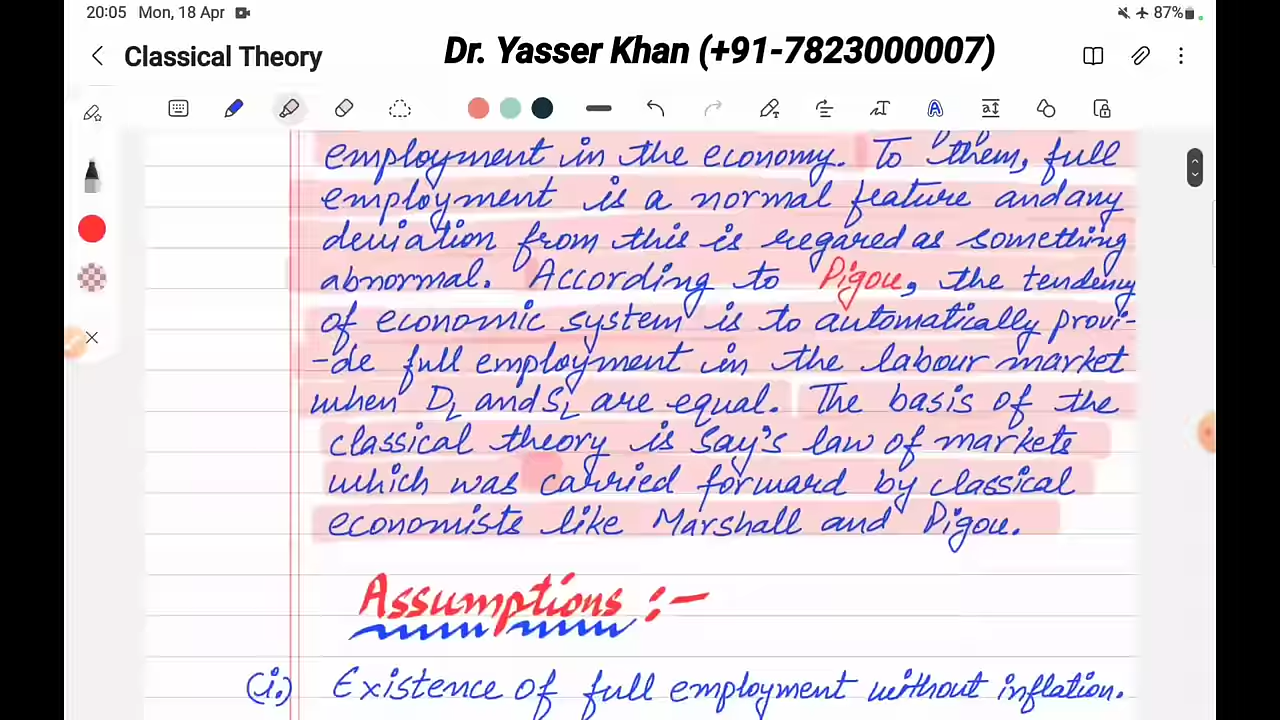 20:05 Mon, 18 Apr
87%
Classical Theory
Dr. Yasser Khan (+91-7823000007)
employment in the economy. To them, full
employment is a normal feature and any
deviation from this is regared as something
abnormal. According to Pigou, the tendency
of economic system is to automatically provi-
-de full employment in the labour market
when DL and SL are equal. The basis of the
classical theory is Say's law of markets
which was carried forward by classical
economists like Marshall and Pigou.
Assumptions :-
(i.) Existence of full employment without inflation.